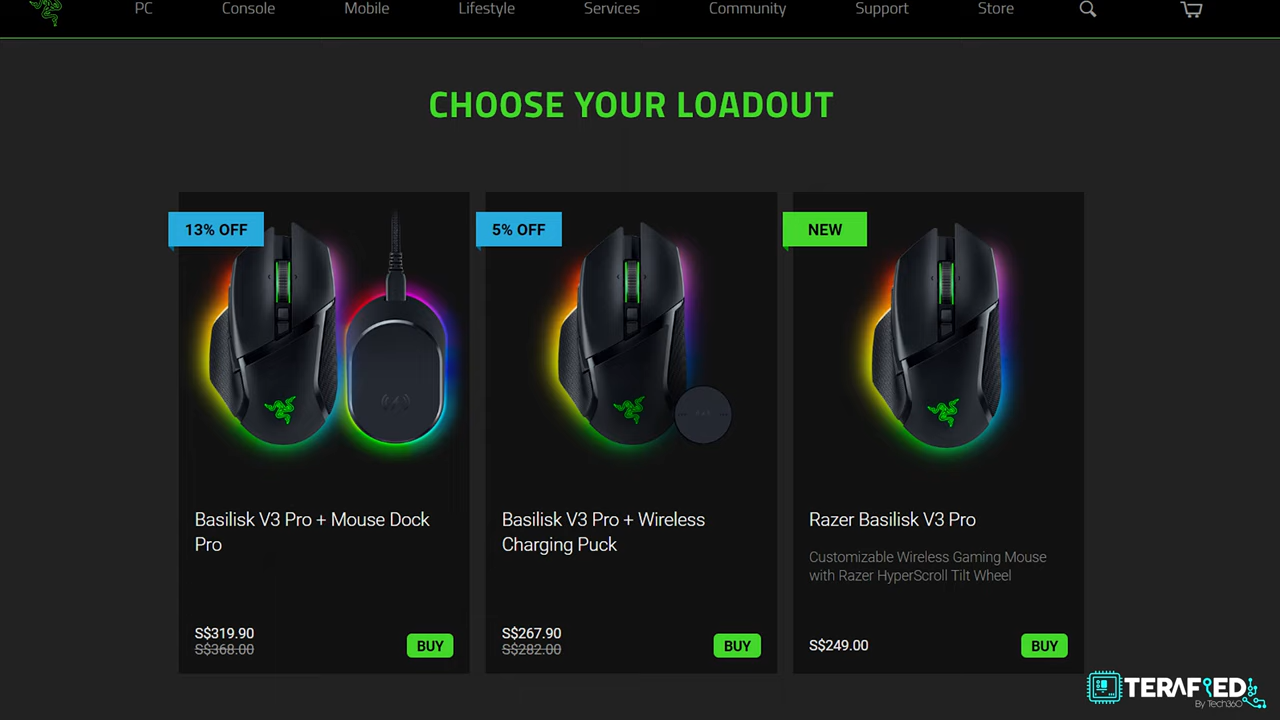 PC Console Mobile Lifestyle Services Community Support Store
CHOOSE YOUR LOADOUT
13% OFF
Basilisk V3 Pro + Mouse Dock
Pro
S$319.90
S$368.00
BUY
5% OFF
Basilisk V3 Pro + Wireless
Charging Puck
S$267.90
S$282.00
BUY
NEW
Razer Basilisk V3 Pro
Customizable Wireless Gaming Mouse
with Razer HyperScroll Tilt Wheel
S$249.00
BUY
TERAFIED
By Tech360